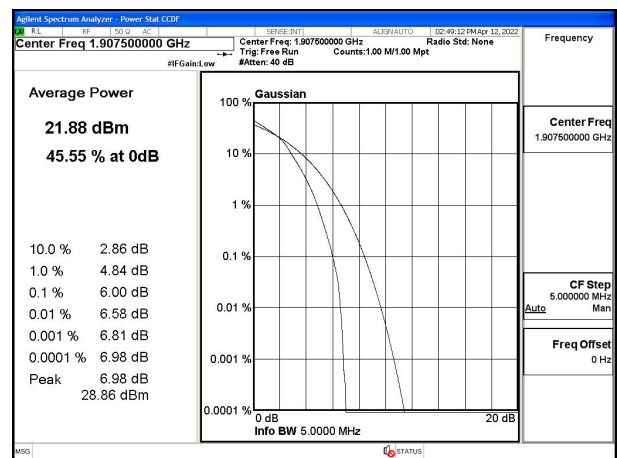 Agilent Spectrum Analyzer - Power Stat CCDF
RL RF 50 Ω AC SENSE:INT ALIGN AUTO 02:49:12 PM Apr 12, 2022
Center Freq 1.907500000 GHz
Center Freq: 1.907500000 GHz Radio Std: None
Trig: Free Run Counts:1.00 M/1.00 Mpt
#IFGain:Low #Atten: 40 dB
Frequency
Average Power
21.88 dBm
45.55 % at 0dB
10.0 % 2.86 dB
1.0 % 4.84 dB
0.1 % 6.00 dB
0.01 % 6.58 dB
0.001 % 6.81 dB
0.0001 % 6.98 dB
Peak 6.98 dB
28.86 dBm
Gaussian
100 %
10 %
1 %
0.1 %
0.01 %
0.001 %
0.0001 %
0 dB 20 dB
Info BW 5.0000 MHz
Center Freq
1.907500000 GHz
CF Step
5.000000 MHz
Auto Man
Freq Offset
0 Hz
MSG STATUS